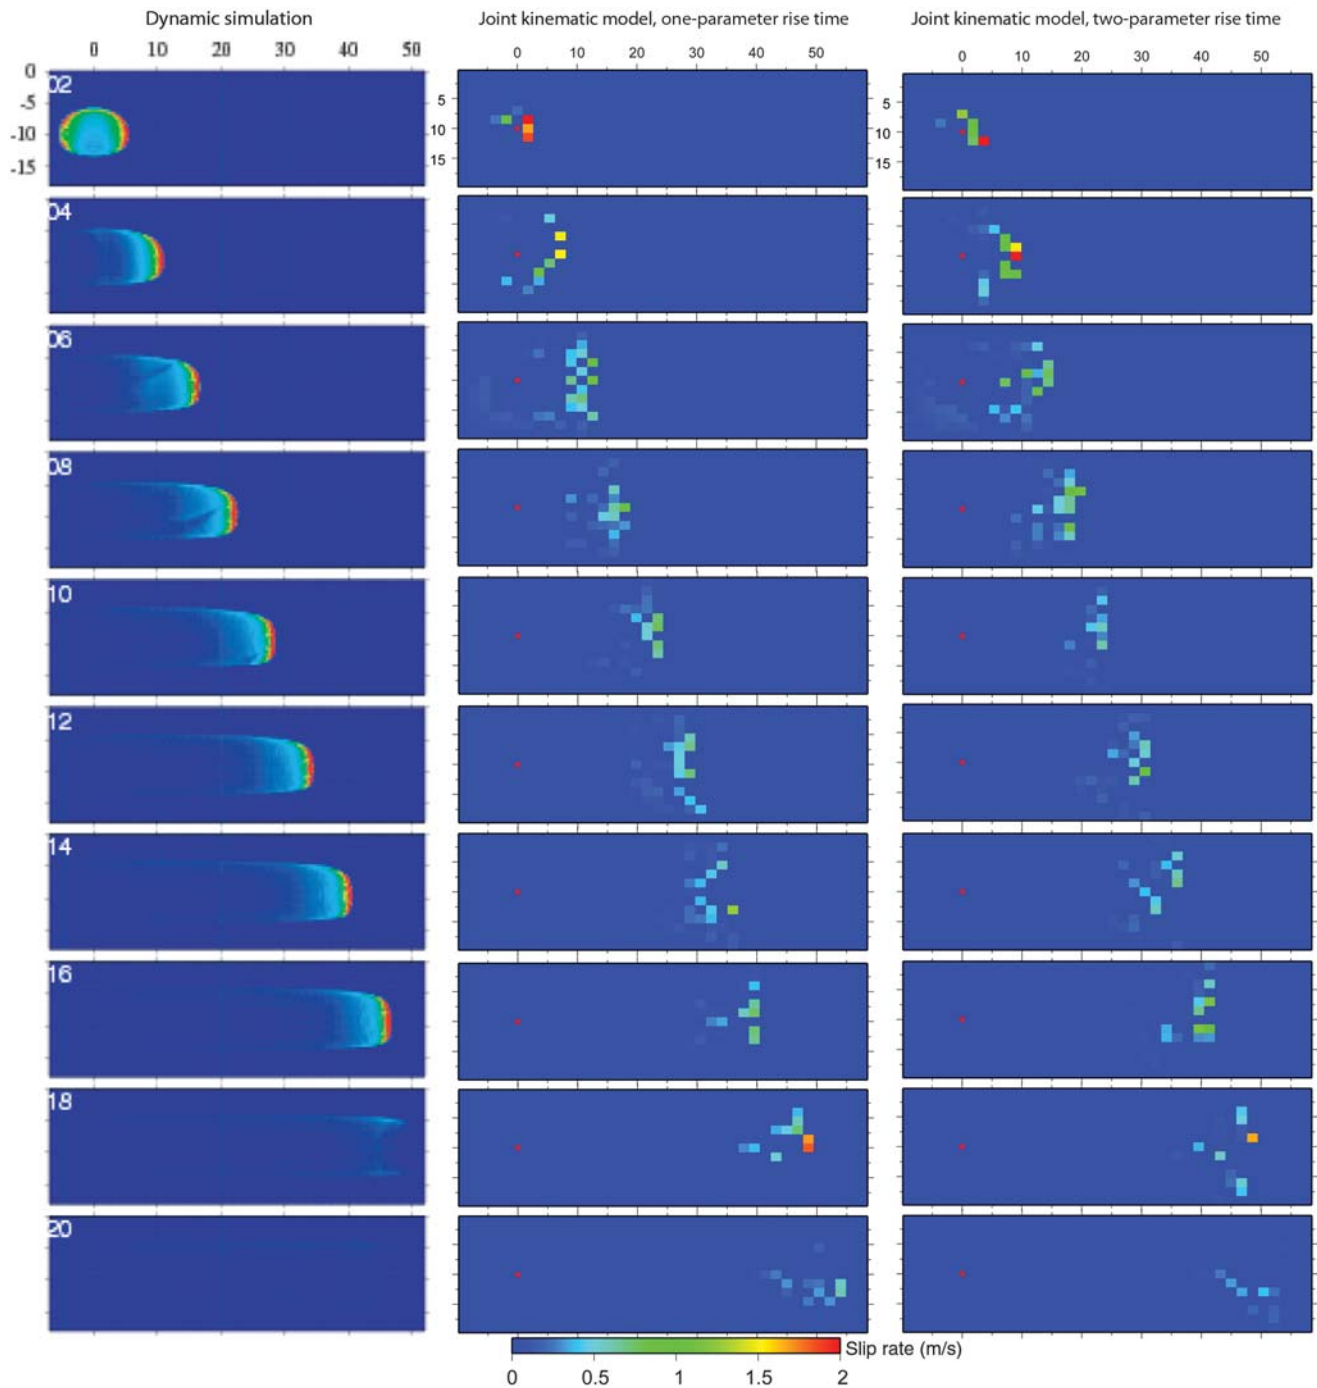 Dynamic simulation
Joint kinematic model, one-parameter rise time
Joint kinematic model, two-parameter rise time
0 10 20 30 40 50
0 10 20 30 40 50
0 10 20 30 40 50
0
-5
-10
-15
02
5
10
15
5
10
15
04
06
08
10
12
14
16
18
20
Slip rate (m/s)
0 0.5 1 1.5 2